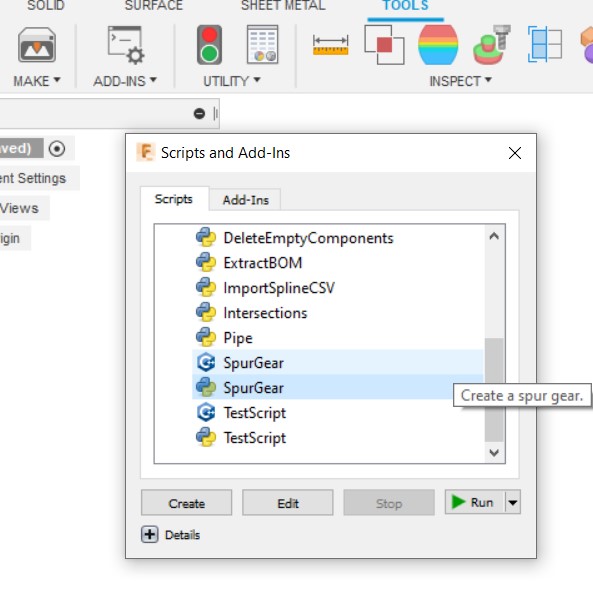 SOLID SURFACE SHEET METAL TOOLS
MAKE ▾ ADD-INS ▾ UTILITY ▾ INSPECT ▾
ved)
ent Settings
Views
igin
F Scripts and Add-Ins
Scripts Add-Ins
DeleteEmptyComponents
ExtractBOM
ImportSplineCSV
Intersections
Pipe
SpurGear
SpurGear
Create a spur gear.
TestScript
TestScript
Create Edit Stop Run
Details